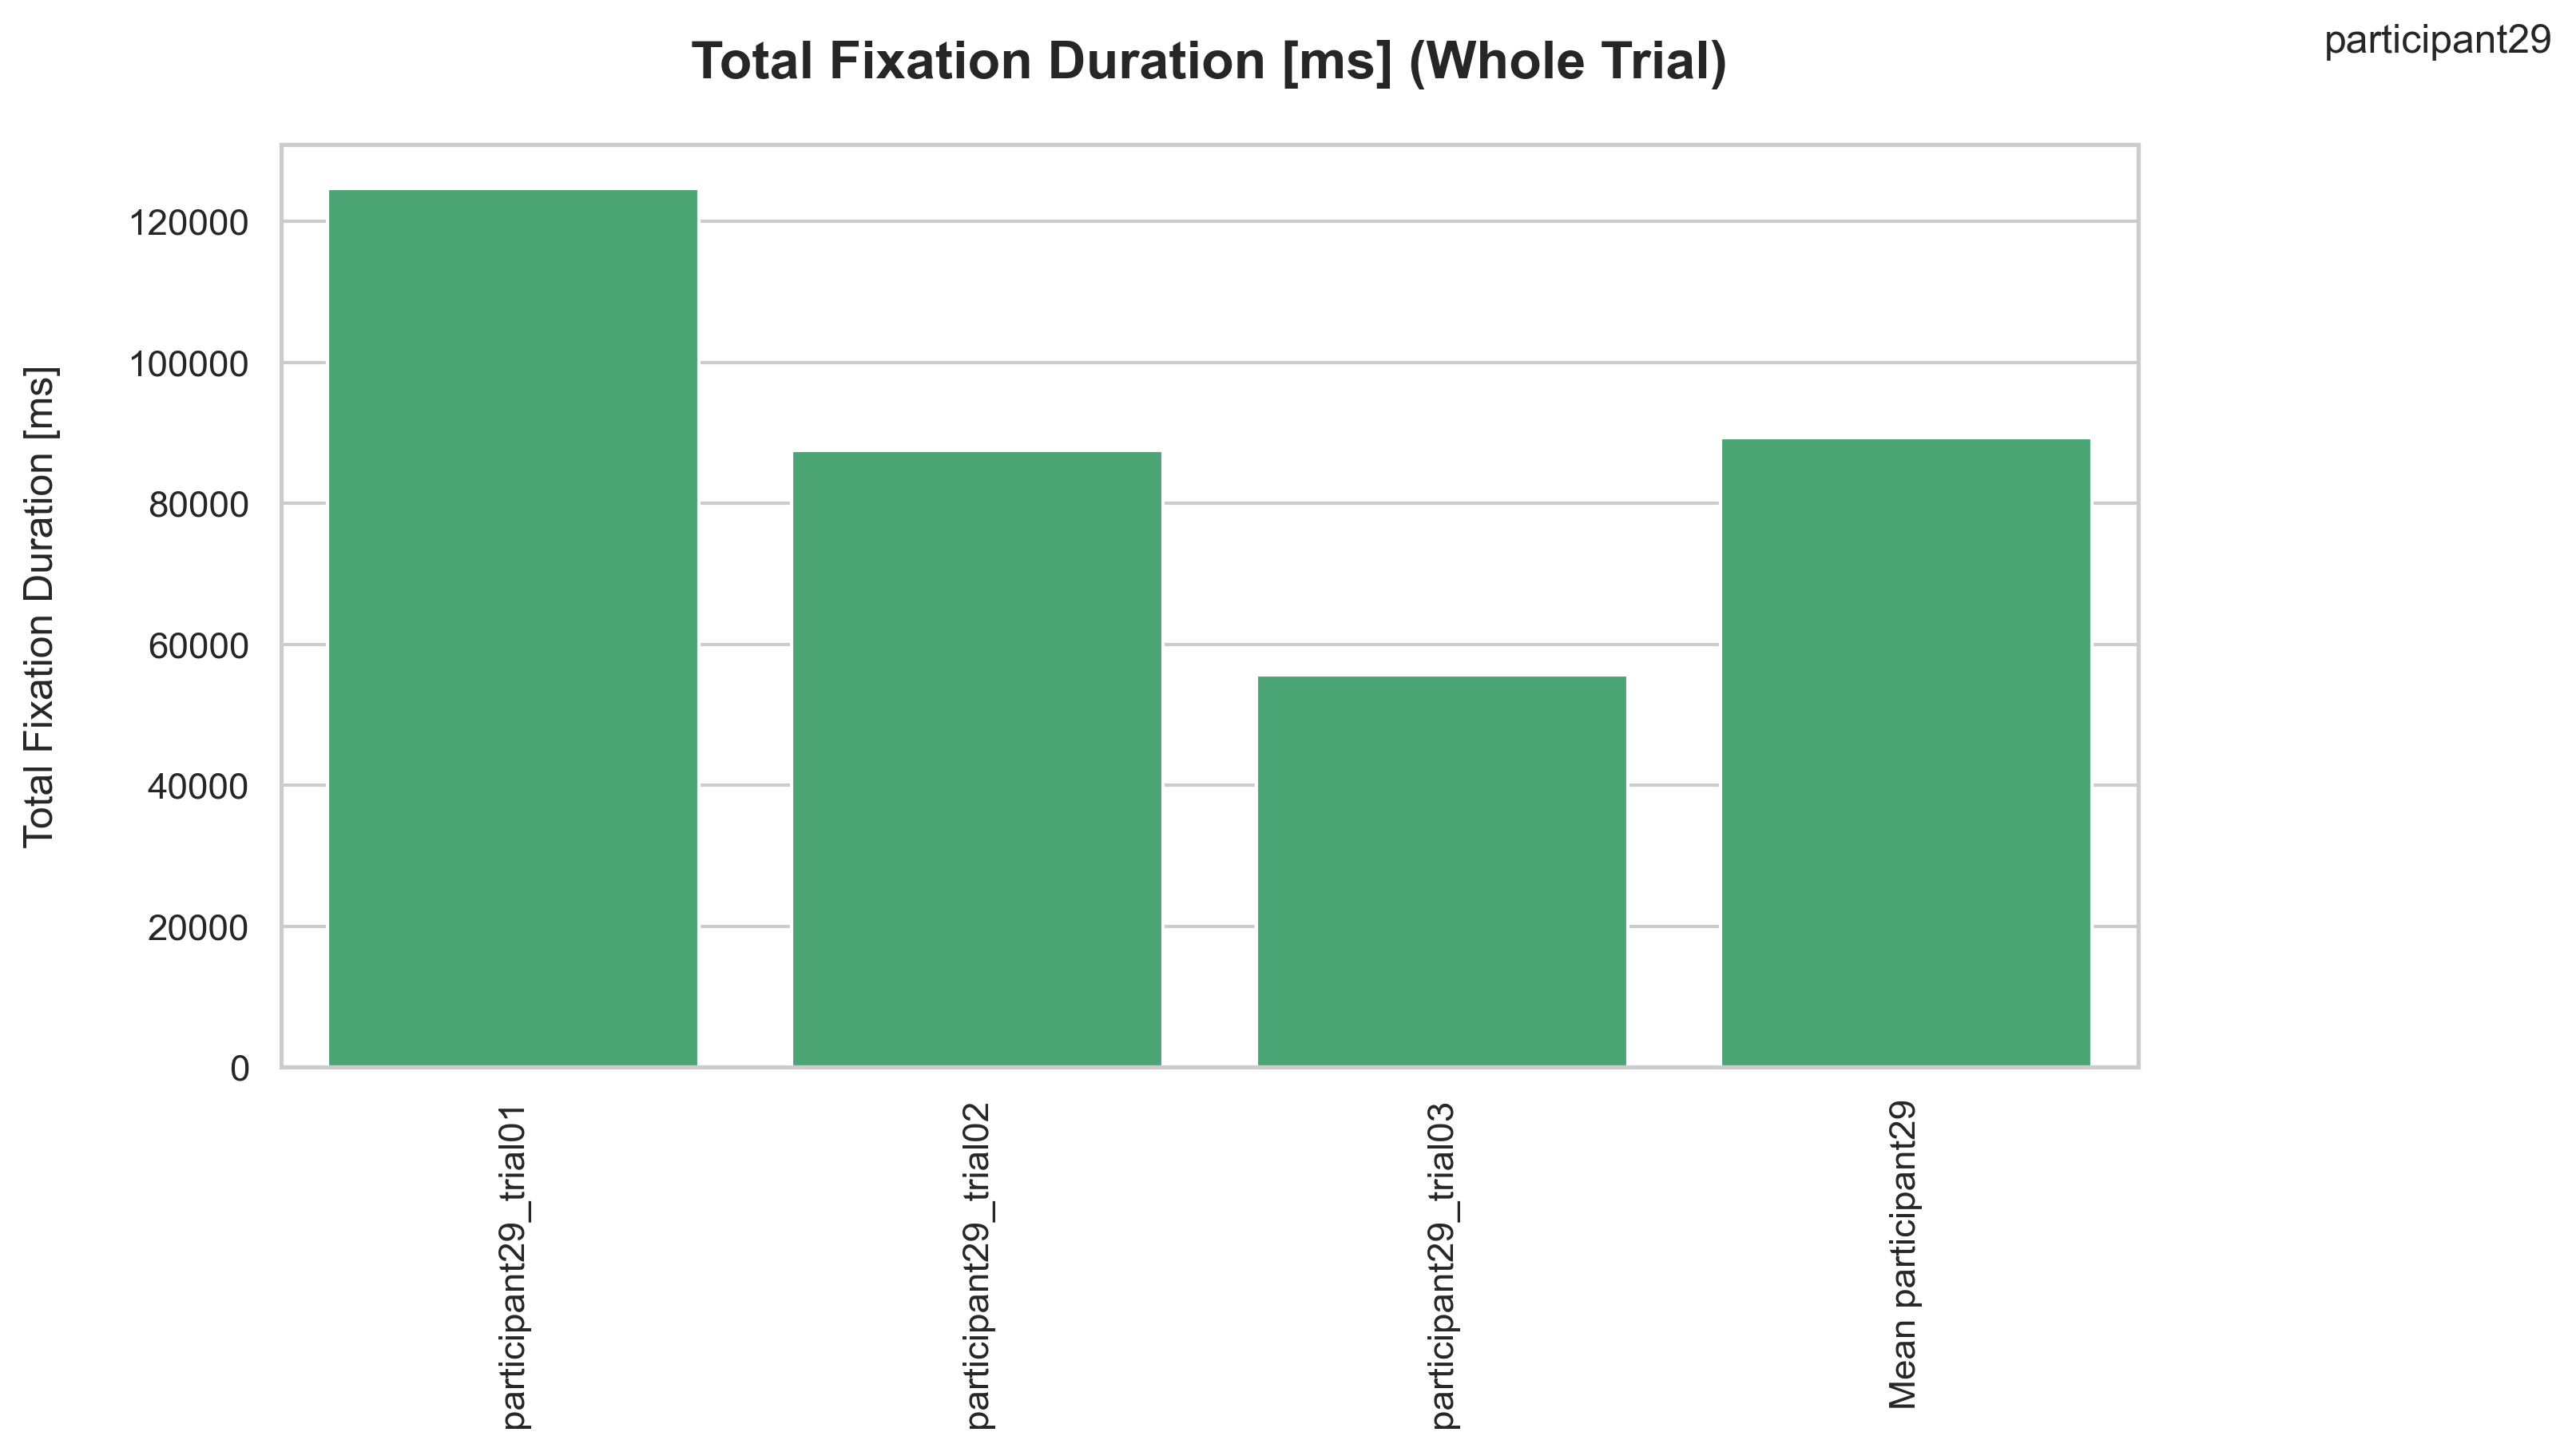 participant29
Total Fixation Duration [ms] (Whole Trial)
Total Fixation Duration [ms]
120000
100000
80000
60000
40000
20000
0
participant29_trial01
participant29_trial02
participant29_trial03
Mean participant29